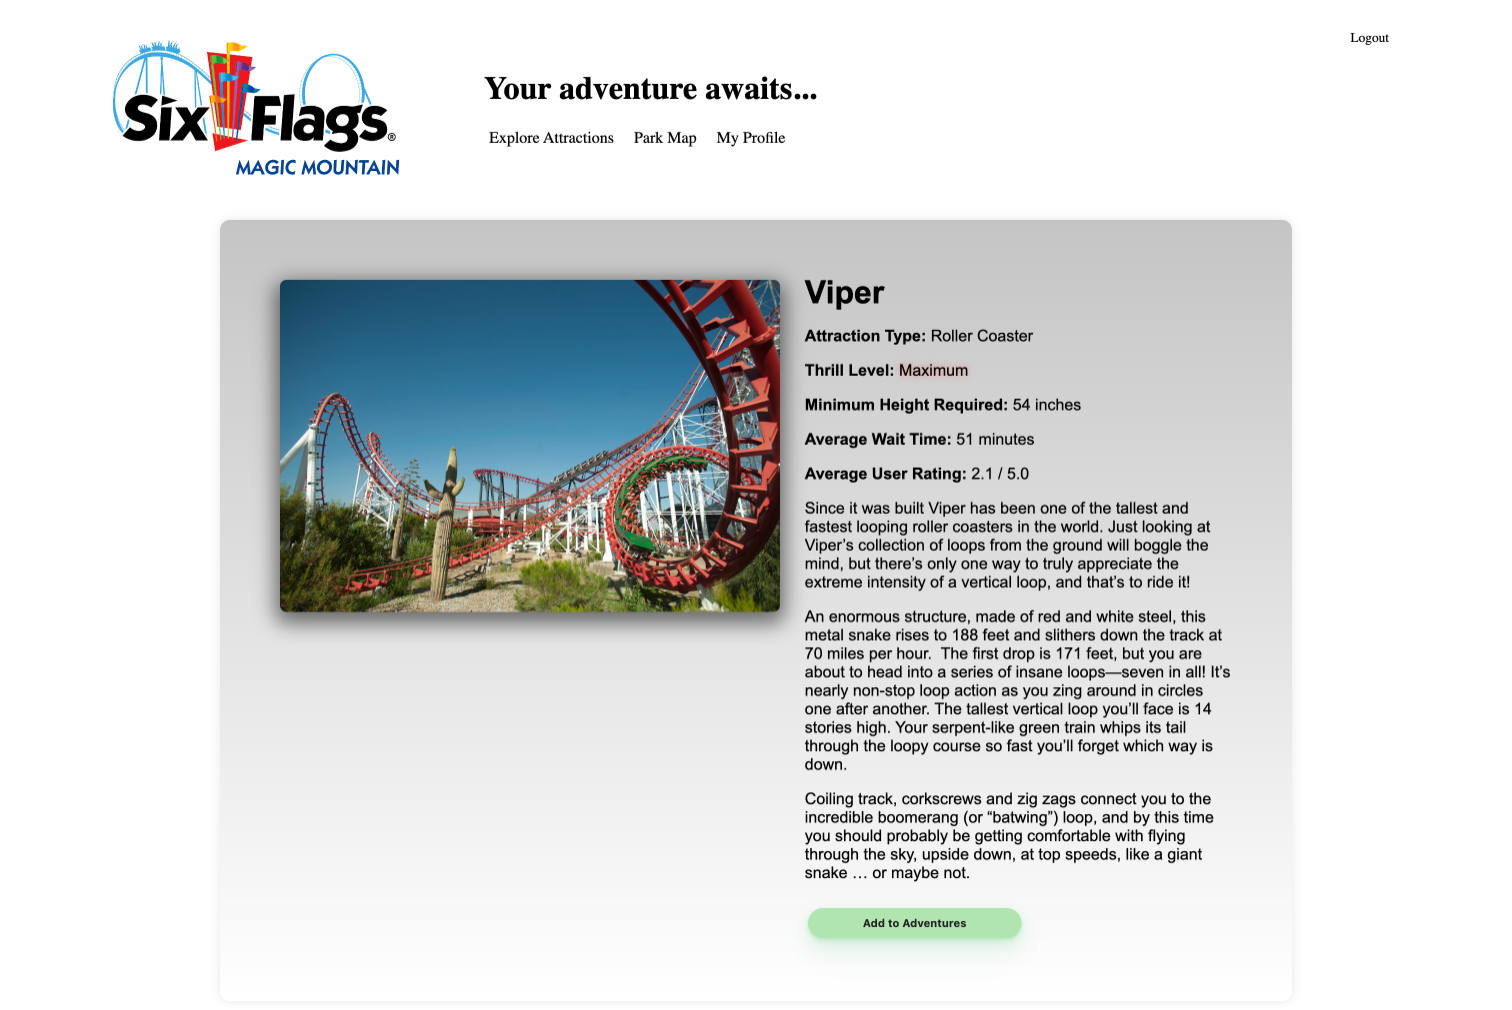 Logout
Six Flags®
MAGIC MOUNTAIN
Your adventure awaits...
Explore Attractions Park Map My Profile
Viper
Attraction Type: Roller Coaster
Thrill Level: Maximum
Minimum Height Required: 54 inches
Average Wait Time: 51 minutes
Average User Rating: 2.1 / 5.0
Since it was built Viper has been one of the tallest and
fastest looping roller coasters in the world. Just looking at
Viper’s collection of loops from the ground will boggle the
mind, but there’s only one way to truly appreciate the
extreme intensity of a vertical loop, and that’s to ride it!
An enormous structure, made of red and white steel, this
metal snake rises to 188 feet and slithers down the track at
70 miles per hour.  The first drop is 171 feet, but you are
about to head into a series of insane loops—seven in all! It’s
nearly non-stop loop action as you zing around in circles
one after another. The tallest vertical loop you’ll face is 14
stories high. Your serpent-like green train whips its tail
through the loopy course so fast you’ll forget which way is
down.
Coiling track, corkscrews and zig zags connect you to the
incredible boomerang (or “batwing”) loop, and by this time
you should probably be getting comfortable with flying
through the sky, upside down, at top speeds, like a giant
snake … or maybe not.
Add to Adventures